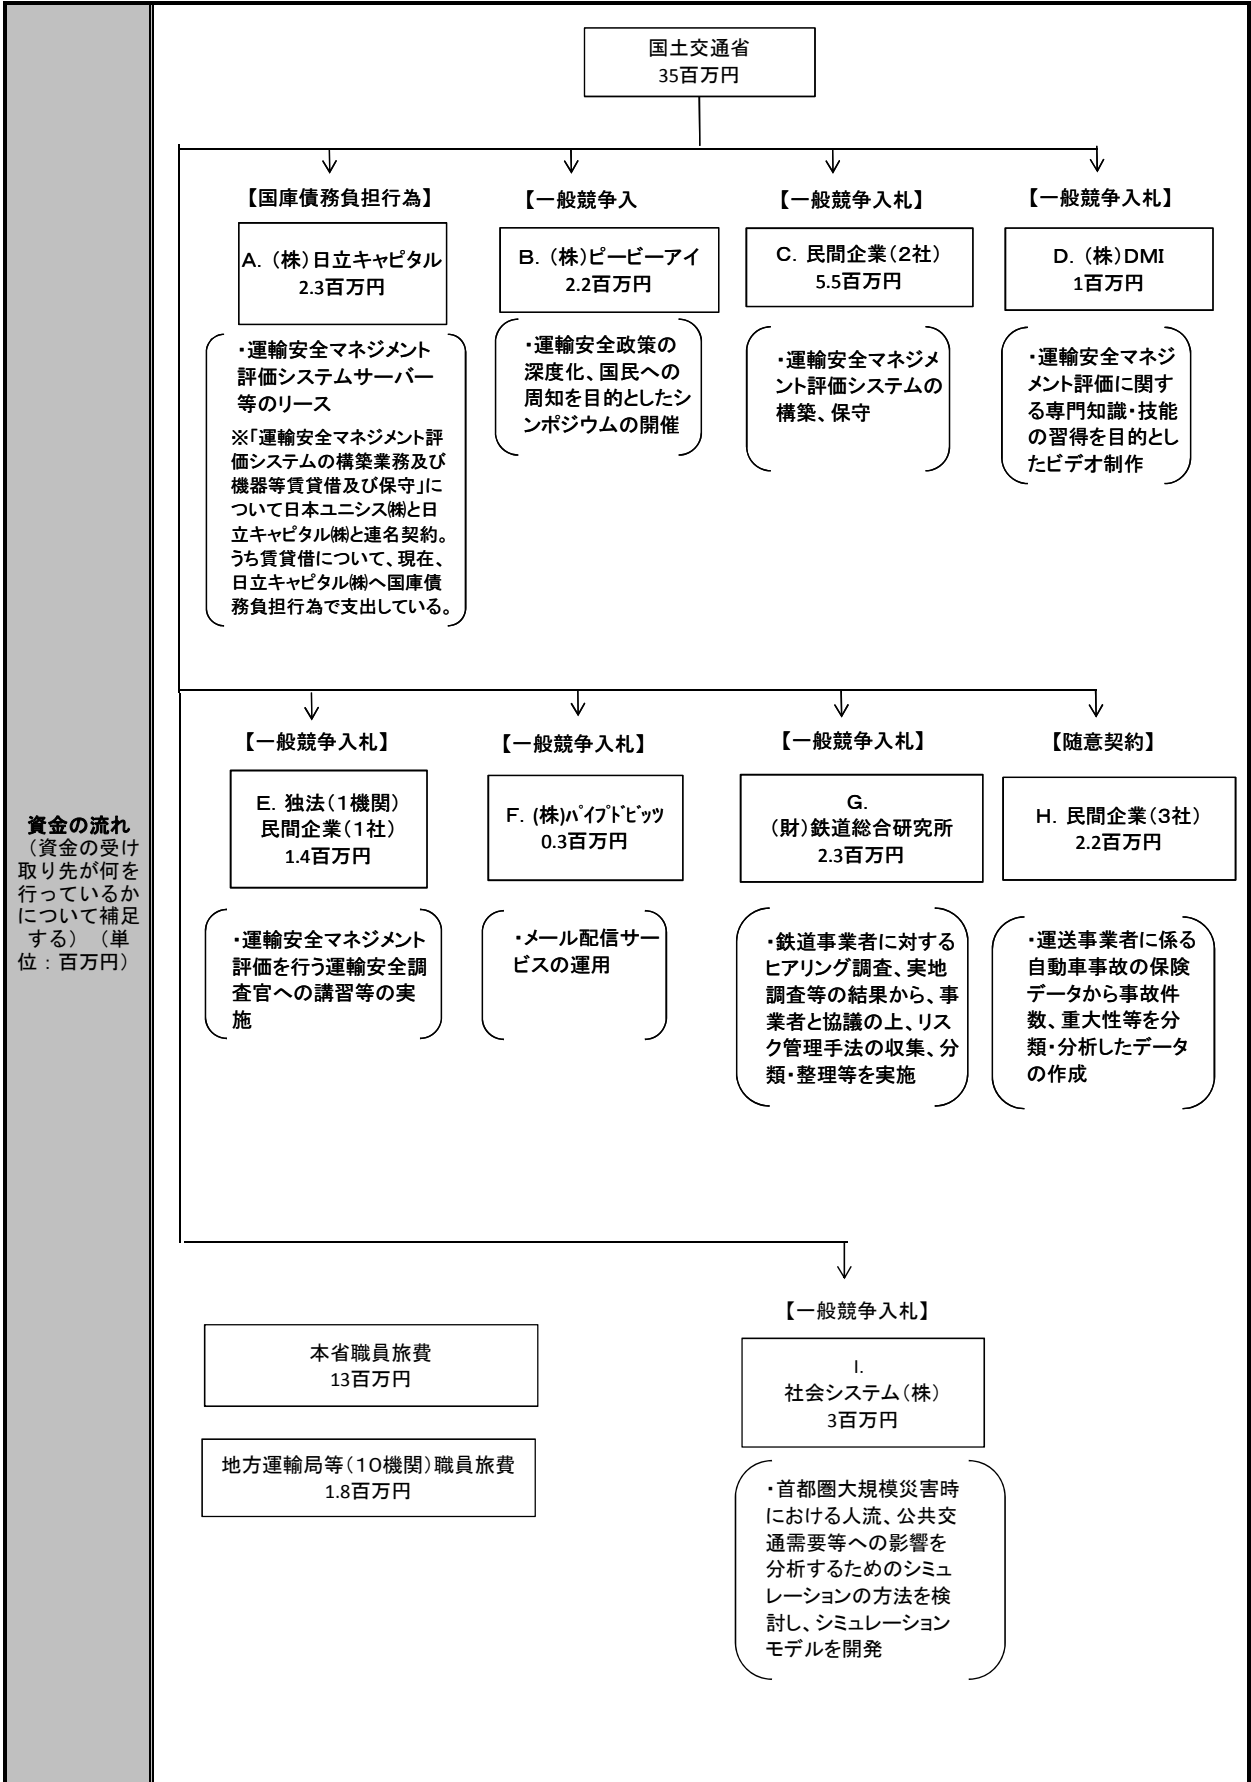 資金の流れ
（資金の受け
取り先が何を
行っているか
について補足
する）　（単
位：百万円）
国土交通省
35百万円
【国庫債務負担行為】
A. （株）日立キャピタル
2.3百万円
・運輸安全マネジメント
評価システムサーバー
等のリース
※「運輸安全マネジメント評
価システムの構築業務及び
機器等賃貸借及び保守」に
ついて日本ユニシス㈱と日
立キャピタル㈱と連名契約。
うち賃貸借について、現在、
日立キャピタル㈱へ国庫債
務負担行為で支出している。
【一般競争入
B. （株）ピービーアイ
2.2百万円
・運輸安全政策の
深度化、国民への
周知を目的としたシ
ンポジウムの開催
【一般競争入札】
C. 民間企業（2社）
5.5百万円
・運輸安全マネジメ
ント評価システムの
構築、保守
【一般競争入札】
D. （株）DMI
1百万円
・運輸安全マネジ
メント評価に関す
る専門知識・技能
の習得を目的とし
たビデオ制作
【一般競争入札】
E. 独法（1機関）
民間企業（1社）
1.4百万円
・運輸安全マネジメント
評価を行う運輸安全調
査官への講習等の実
施
【一般競争入札】
F. (株)ﾊﾟｲﾌﾟﾄﾞﾋﾞｯﾂ
0.3百万円
・メール配信サー
ビスの運用
【一般競争入札】
G.
（財）鉄道総合研究所
2.3百万円
・鉄道事業者に対する
ヒアリング調査、実地
調査等の結果から、事
業者と協議の上、リス
ク管理手法の収集、分
類・整理等を実施
【随意契約】
H. 民間企業（3社）
2.2百万円
・運送事業者に係る
自動車事故の保険
データから事故件
数、重大性等を分
類・分析したデータ
の作成
本省職員旅費
13百万円
地方運輸局等（10機関）職員旅費
1.8百万円
【一般競争入札】
I.
社会システム（株）
3百万円
・首都圏大規模災害時
における人流、公共交
通需要等への影響を
分析するためのシミュ
レーションの方法を検
討し、シミュレーション
モデルを開発